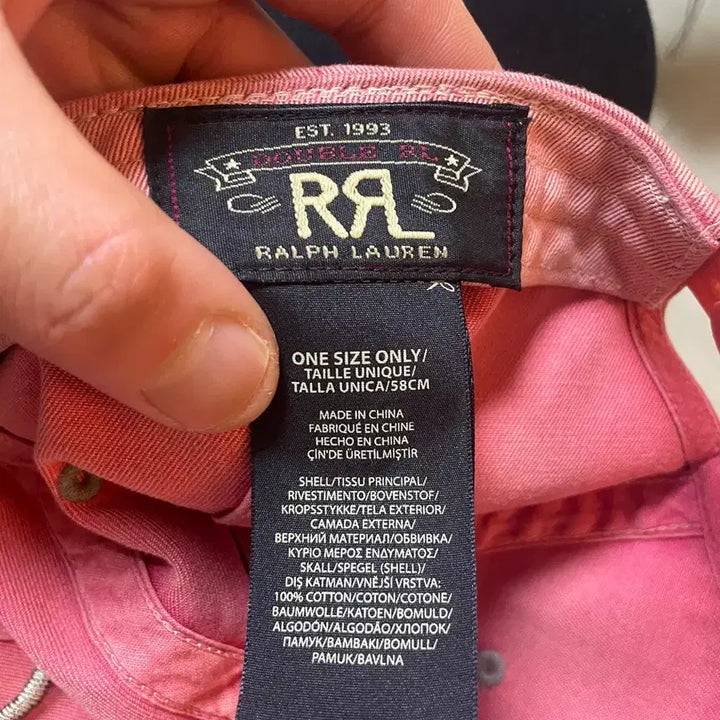 EST. 1993
DOUBLE RL
RRL
RALPH LAUREN
ONE SIZE ONLY/
TAILLE UNIQUE/
TALLA UNICA/58CM
MADE IN CHINA
FABRIQUÉ EN CHINE
HECHO EN CHINA
ÇİN'DE ÜRETİLMİŞTİR
SHELL/TISSU PRINCIPAL/
RIVESTIMENTO/BOVENSTOF/
KROPSSTYKKE/TELA EXTERIOR/
CAMADA EXTERNA/
ВЕРХНИЙ МАТЕРИАЛ/ОБВИВКА/
ΚΥΡΙΟ ΜΕΡΟΣ ΕΝΔΥΜΑΤΟΣ/
SKALL/SPEGEL (SHELL)/
DIŞ KATMAN/VNĚJŠÍ VRSTVA:
100% COTTON/COTON/COTONE/
BAUMWOLLE/KATOEN/BOMULD/
ALGODÓN/ALGODÃO/ХЛОПОК/
ПАМУК/ΒΑΜΒΑΚΙ/BOMULL/
PAMUK/BAVLNA